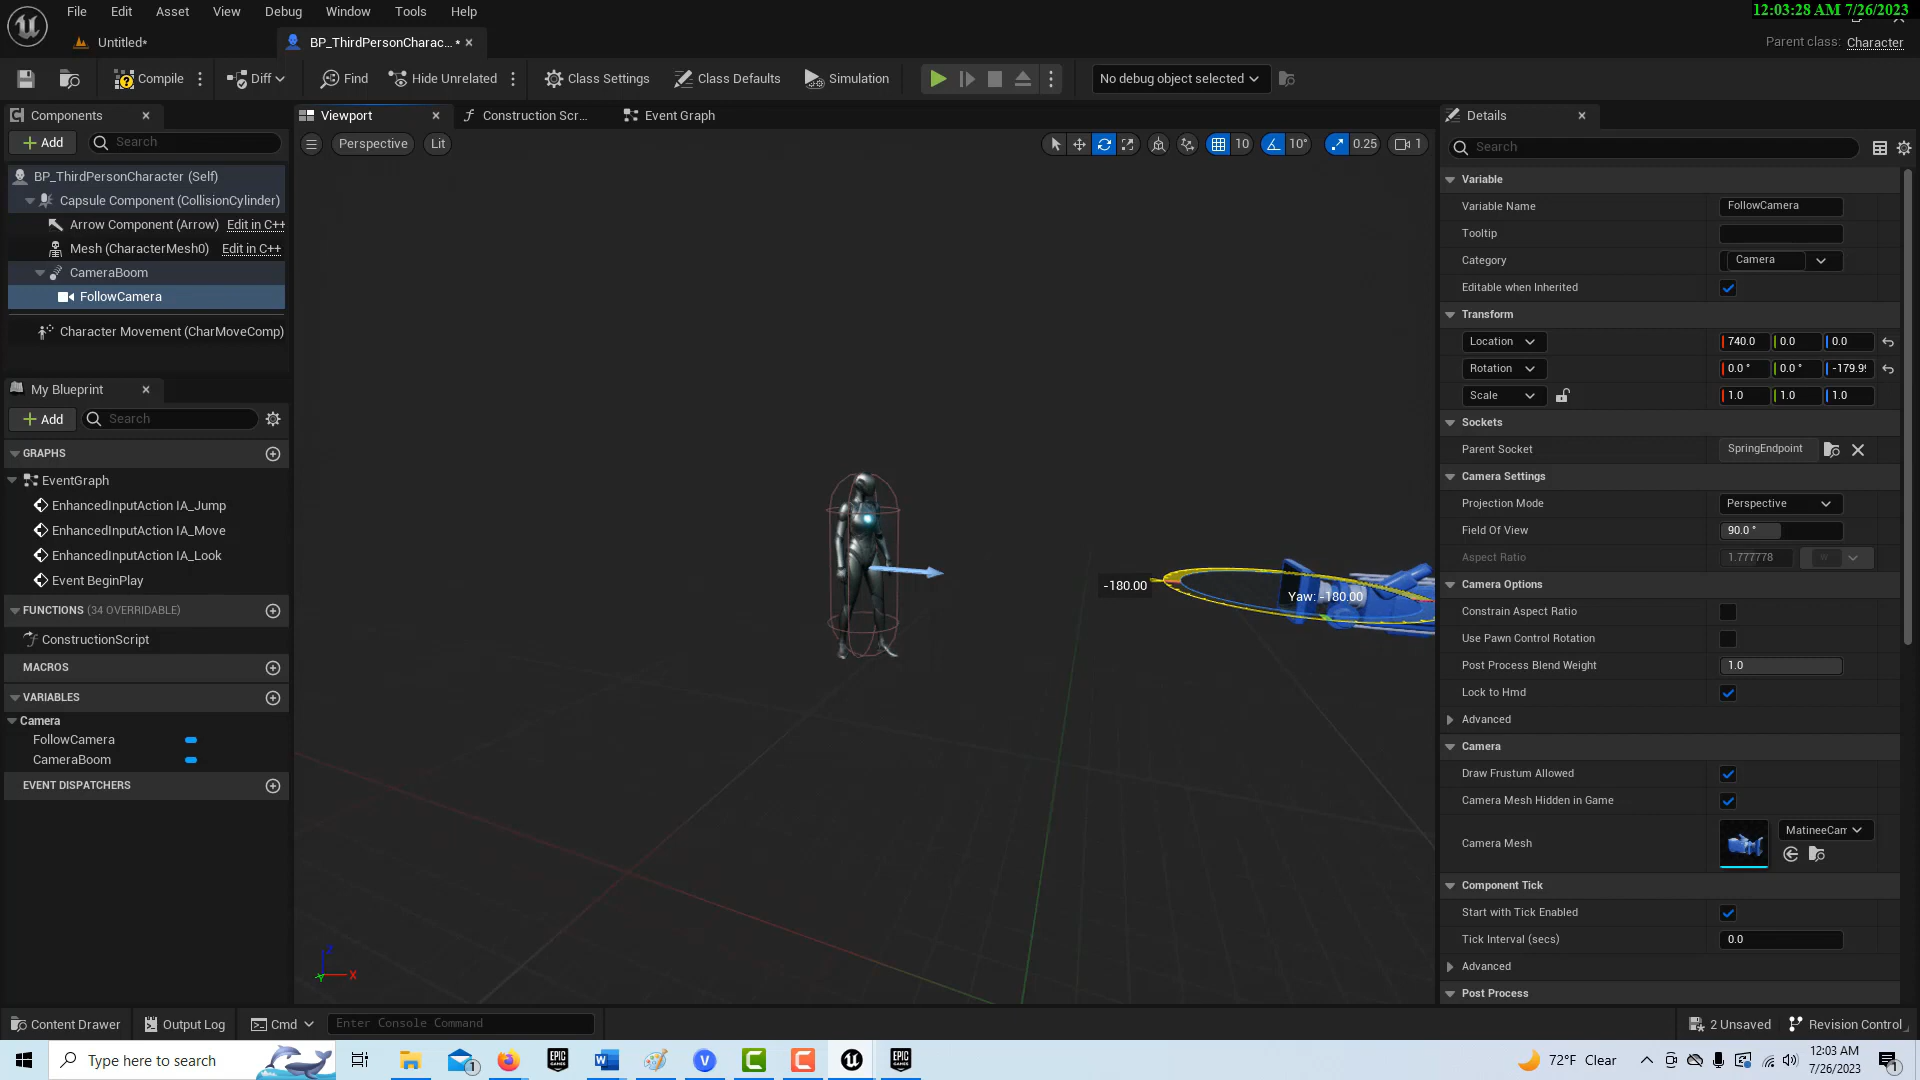 File Edit Asset View Debug Window Tools Help
12:03:28 AM 7/26/2023
Untitled*
BP_ThirdPersonCharac... *
Parent class: Character
Compile
Diff
Find
Hide Unrelated
Class Settings
Class Defaults
Simulation
No debug object selected
Components
Add
Search
BP_ThirdPersonCharacter (Self)
Capsule Component (CollisionCylinder)
Arrow Component (Arrow) Edit in C++
Mesh (CharacterMesh0) Edit in C++
CameraBoom
FollowCamera
Character Movement (CharMoveComp)
My Blueprint
Add
Search
GRAPHS
EventGraph
EnhancedInputAction IA_Jump
EnhancedInputAction IA_Move
EnhancedInputAction IA_Look
Event BeginPlay
FUNCTIONS (34 OVERRIDABLE)
ConstructionScript
MACROS
VARIABLES
Camera
FollowCamera
CameraBoom
EVENT DISPATCHERS
Viewport
Construction Scr...
Event Graph
Perspective
Lit
10
10°
0.25
1
-180.00
Yaw: -180.00
Z
X
Y
Details
Search
Variable
Variable Name FollowCamera
Tooltip
Category Camera
Editable when Inherited
Transform
Location 740.0 0.0 0.0
Rotation 0.0 ° 0.0 ° -179.9
Scale 1.0 1.0 1.0
Sockets
Parent Socket SpringEndpoint
Camera Settings
Projection Mode Perspective
Field Of View 90.0 °
Aspect Ratio 1.777778
Camera Options
Constrain Aspect Ratio
Use Pawn Control Rotation
Post Process Blend Weight 1.0
Lock to Hmd
Advanced
Camera
Draw Frustum Allowed
Camera Mesh Hidden in Game
Camera Mesh MatineeCam
Component Tick
Start with Tick Enabled
Tick Interval (secs) 0.0
Advanced
Post Process
Content Drawer
Output Log
Cmd
Enter Console Command
2 Unsaved
Revision Control
Type here to search
1
EPIC GAMES
W
V
EPIC GAMES
72°F Clear
12:03 AM
7/26/2023
1